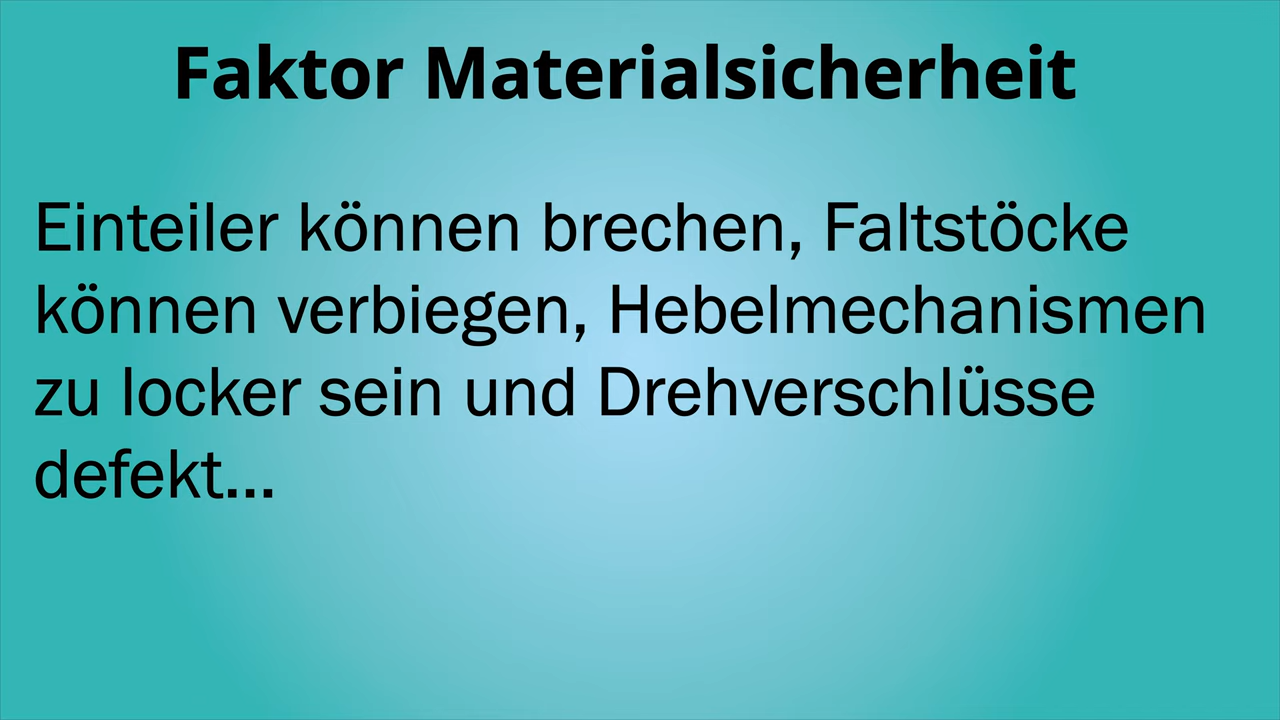 Faktor Materialsicherheit
Einteiler können brechen, Faltstöcke
können verbiegen, Hebelmechanismen
zu locker sein und Drehverschlüsse
defekt...